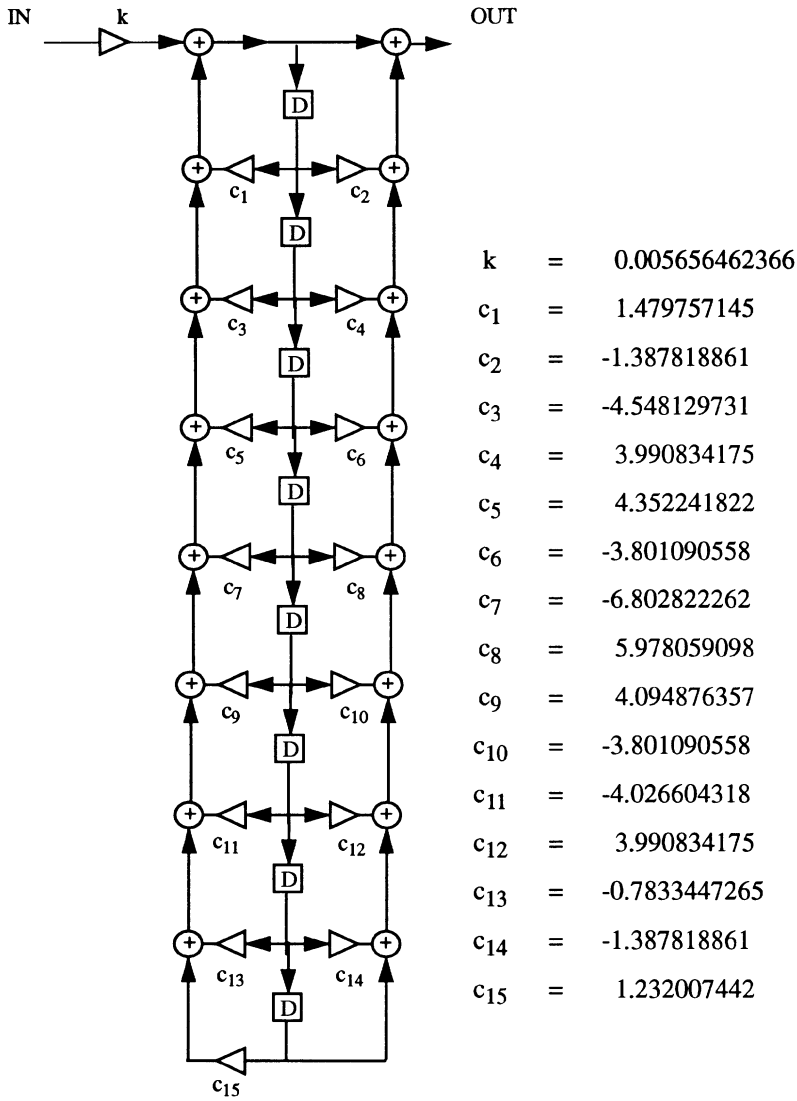 IN k OUT
+ +
D
+ c₁ c₂ +
D
+ c₃ c₄ +
D
+ c₅ c₆ +
D
+ c₇ c₈ +
D
+ c₉ c₁₀ +
D
+ c₁₁ c₁₂ +
D
+ c₁₃ c₁₄ +
D
c₁₅
k = 0.005656462366
c₁ = 1.479757145
c₂ = -1.387818861
c₃ = -4.548129731
c₄ = 3.990834175
c₅ = 4.352241822
c₆ = -3.801090558
c₇ = -6.802822262
c₈ = 5.978059098
c₉ = 4.094876357
c₁₀ = -3.801090558
c₁₁ = -4.026604318
c₁₂ = 3.990834175
c₁₃ = -0.7833447265
c₁₄ = -1.387818861
c₁₅ = 1.232007442